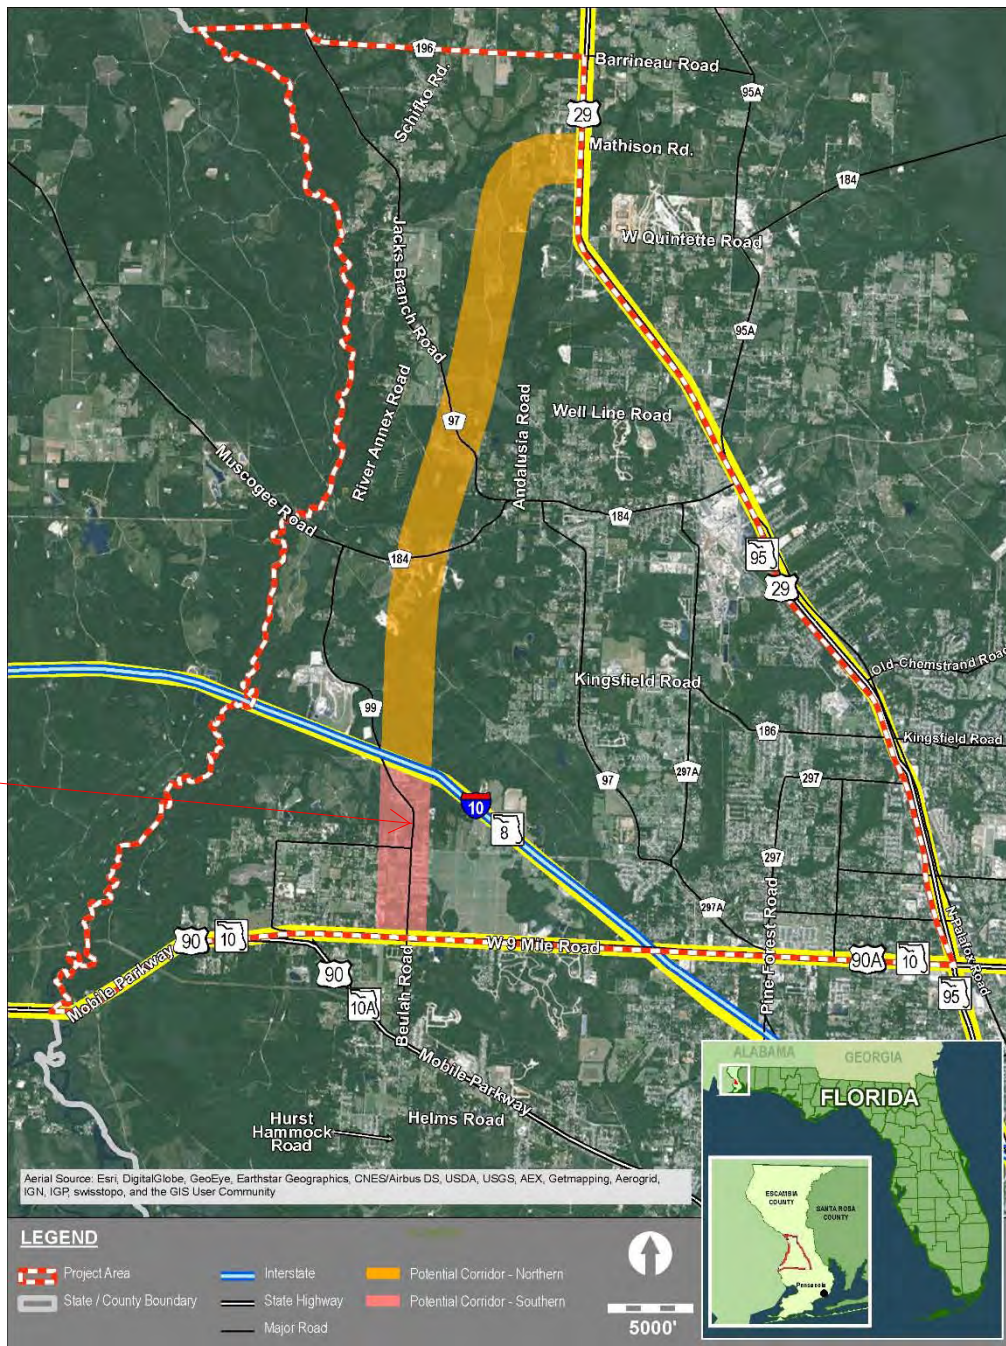 196
Barrineau Road
Schifko Rd.
95A
29
Mathison Rd.
184
Jacks Branch Road
W Quintette Road
95A
River Annex Road
97
Andalusia Road
Well Line Road
Muscogee Road
184
184
95
29
Old Chemstrand Road
Kingsfield Road
99
186
Kingsfield Road
97
297A
297
10
8
297
297A
Pine Forest Road
N Palafox Road
90
10
W 9 Mile Road
90A
10
Mobile Parkway
90
10A
Beulah Road
95
Mobile Parkway
Hurst
Hammock
Road
Helms Road
ALABAMA
GEORGIA
FLORIDA
ESCAMBIA
COUNTY
SANTA ROSA
COUNTY
Pensacola
Aerial Source: Esri, DigitalGlobe, GeoEye, Earthstar Geographics, CNES/Airbus DS, USDA, USGS, AEX, Getmapping, Aerogrid,
IGN, IGP, swisstopo, and the GIS User Community
LEGEND
Project Area
Interstate
Potential Corridor - Northern
State / County Boundary
State Highway
Potential Corridor - Southern
Major Road
5000'